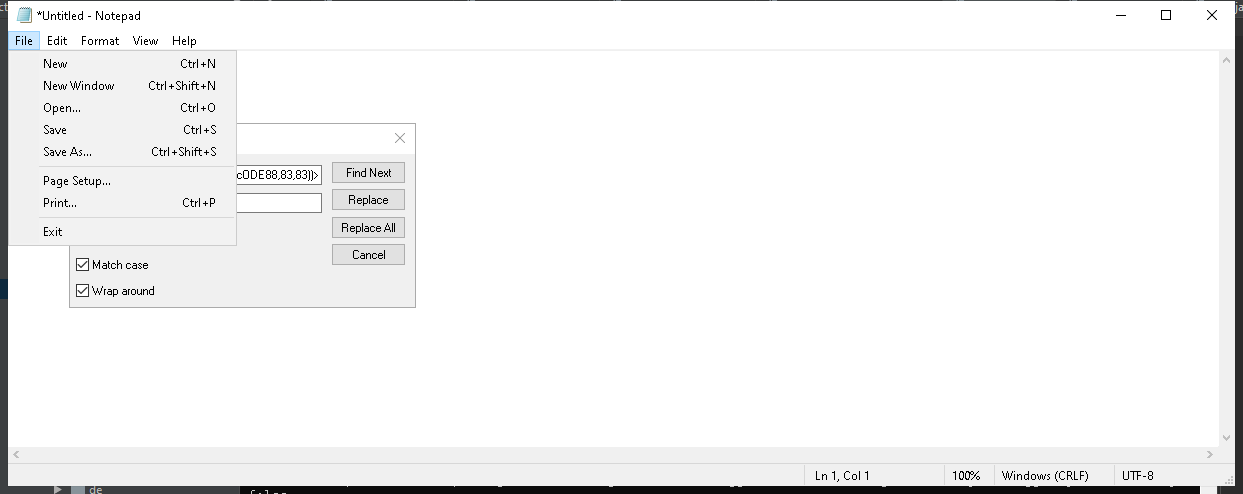 *Untitled - Notepad
File Edit Format View Help
New Ctrl+N
New Window Ctrl+Shift+N
Open... Ctrl+O
Save Ctrl+S
Save As... Ctrl+Shift+S
Page Setup...
Print... Ctrl+P
Exit
cODE88,83,83))>
Find Next
Replace
Replace All
Cancel
Match case
Wrap around
Ln 1, Col 1 100% Windows (CRLF) UTF-8
de